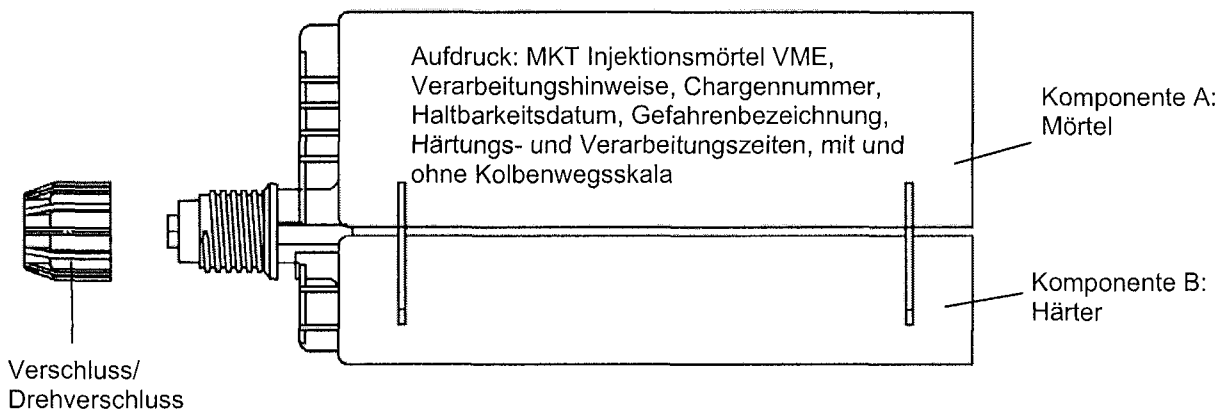 Aufdruck: MKT Injektionsmörtel VME,
Verarbeitungshinweise, Chargennummer,
Haltbarkeitsdatum, Gefahrenbezeichnung,
Härtungs- und Verarbeitungszeiten, mit und
ohne Kolbenwegsskala
Komponente A:
Mörtel
Komponente B:
Härter
Verschluss/
Drehverschluss